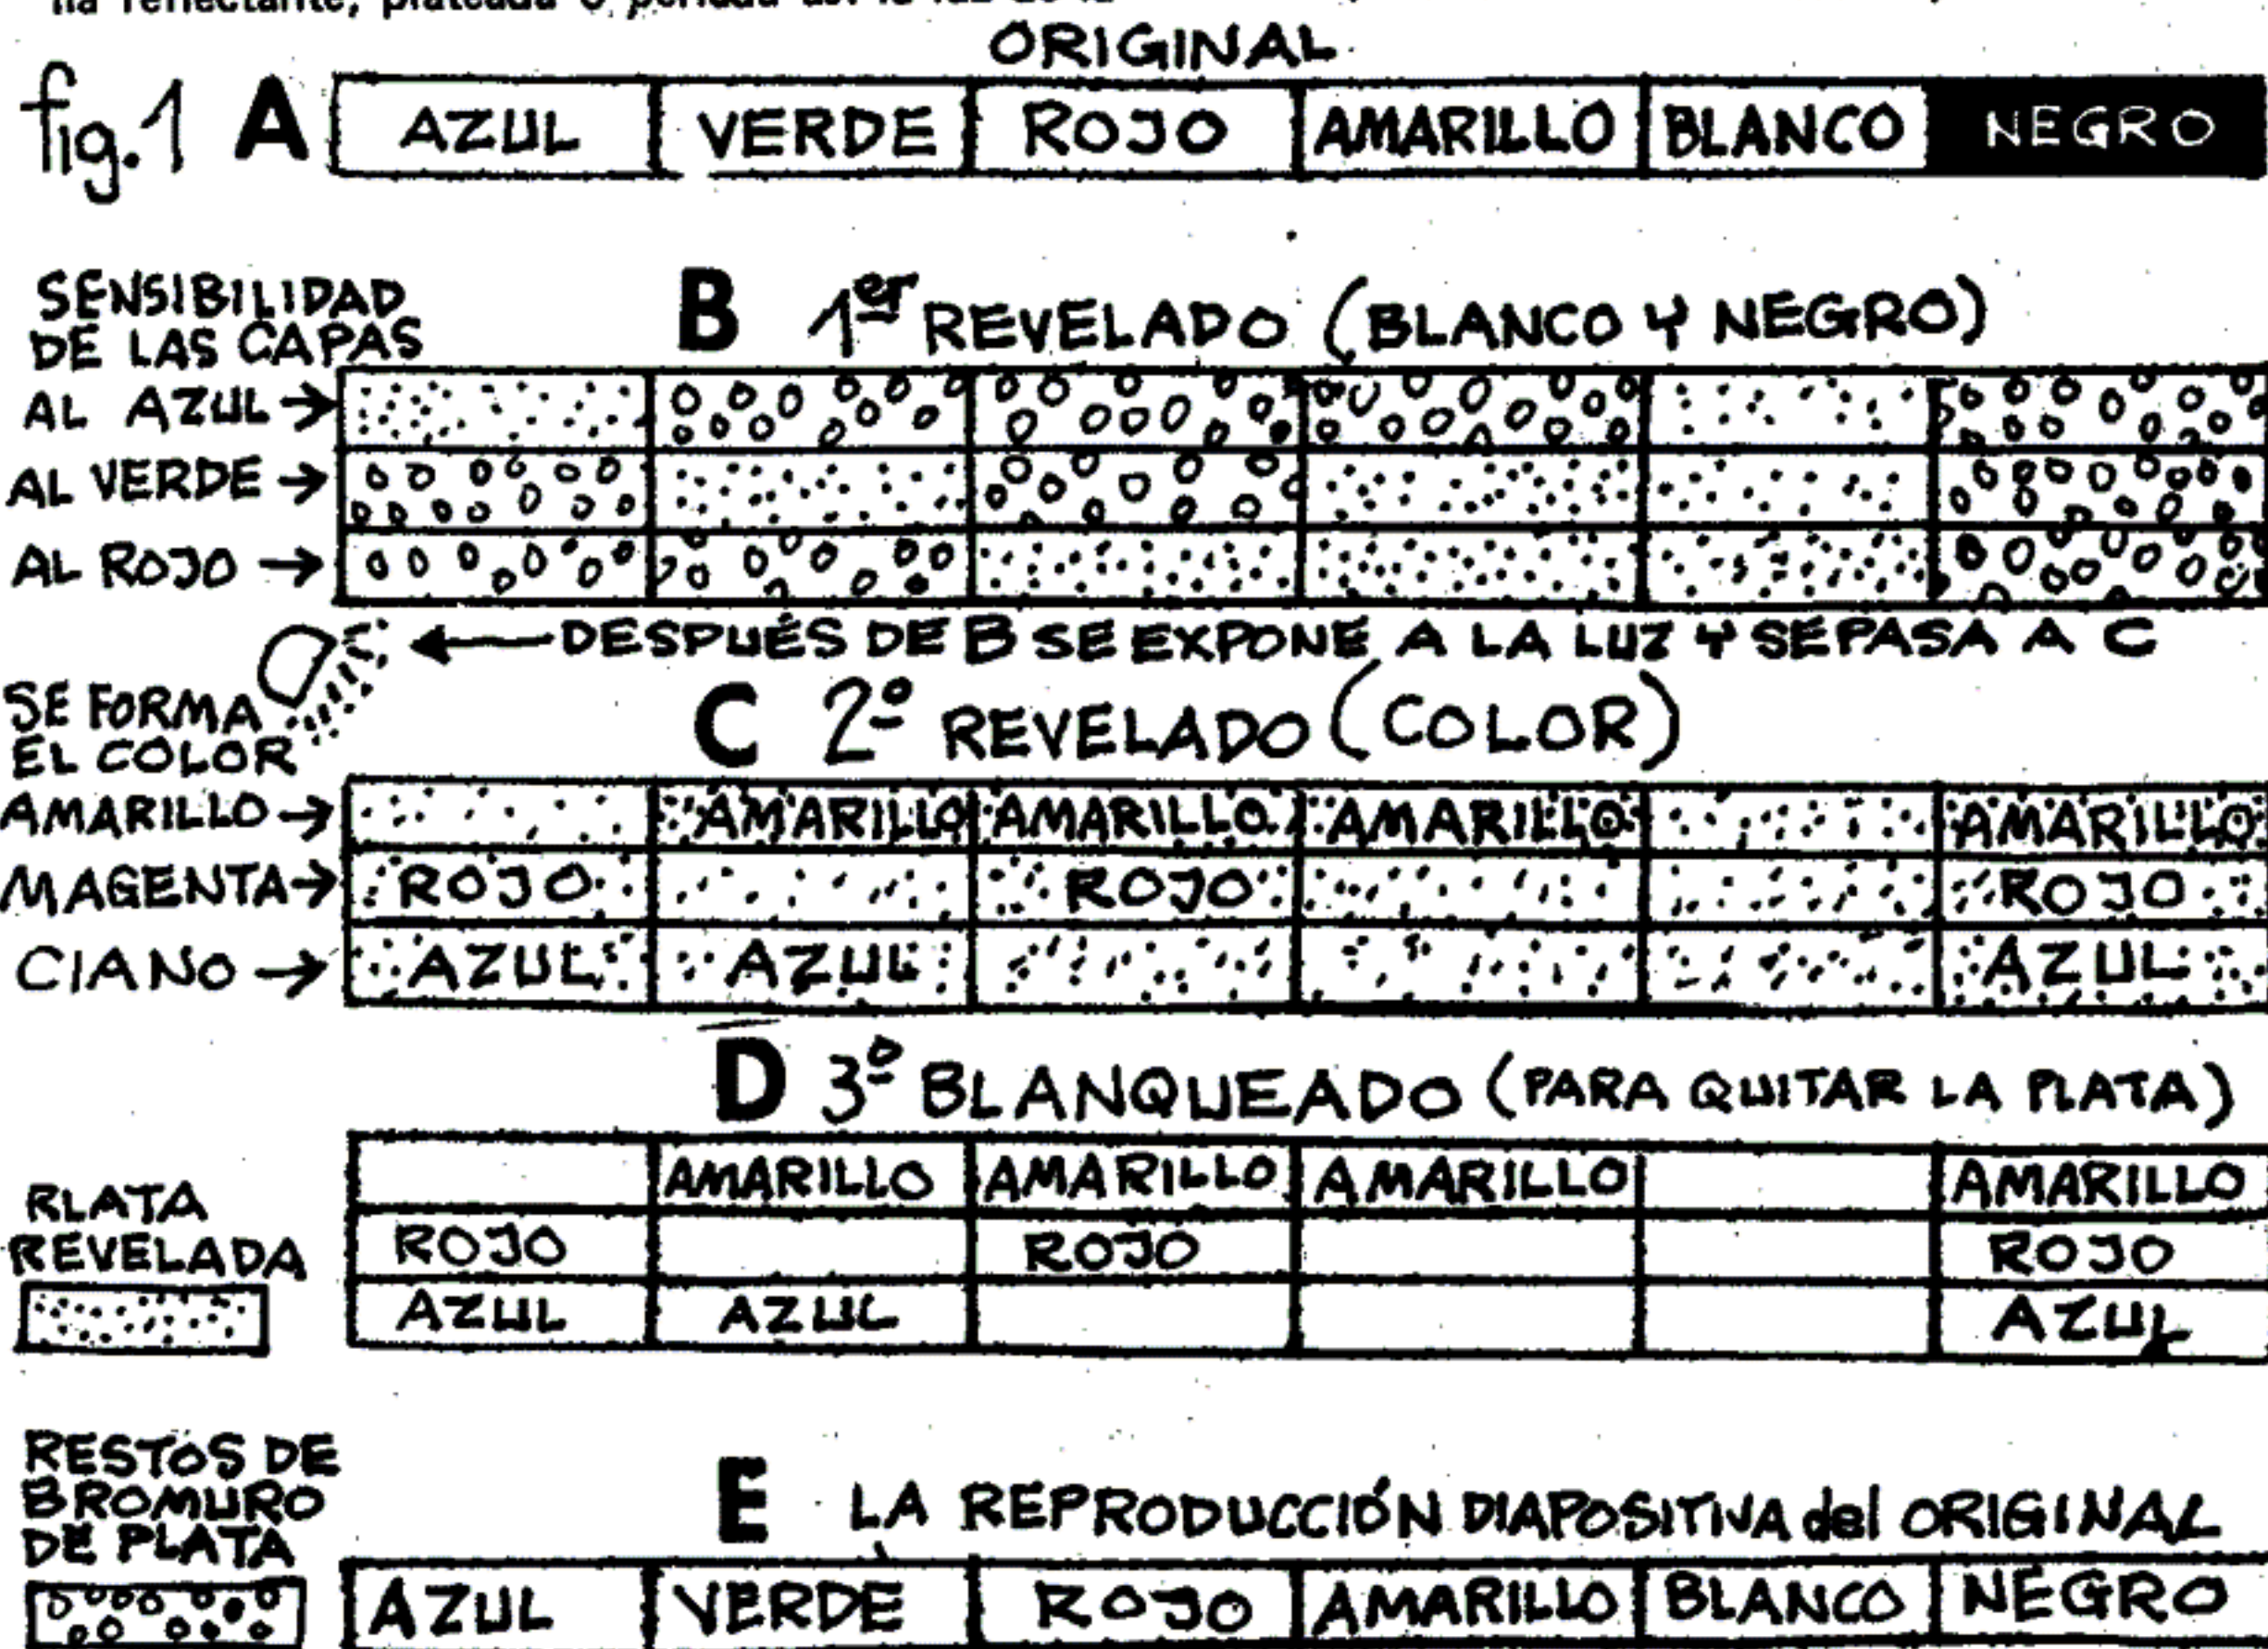 ORIGINAL
fig.1 A AZUL VERDE ROJO AMARILLO BLANCO NEGRO
SENSIBILIDAD
DE LAS CAPAS
B 1er REVELADO (BLANCO Y NEGRO)
AL AZUL →
AL VERDE →
AL ROJO →
← DESPUÉS DE B SE EXPONE A LA LUZ Y SE PASA A C
SE FORMA
EL COLOR
C 2º REVELADO (COLOR)
AMARILLO → AMARILLO AMARILLO AMARILLO AMARILLO
MAGENTA → ROJO ROJO ROJO
CIANO → AZUL AZUL AZUL
D 3º BLANQUEADO (PARA QUITAR LA PLATA)
AMARILLO AMARILLO AMARILLO AMARILLO
ROJO ROJO ROJO
AZUL AZUL AZUL
PLATA
REVELADA
RESTOS DE
BROMURO
DE PLATA
E LA REPRODUCCIÓN DIAPOSITIVA del ORIGINAL
AZUL VERDE ROJO AMARILLO BLANCO NEGRO